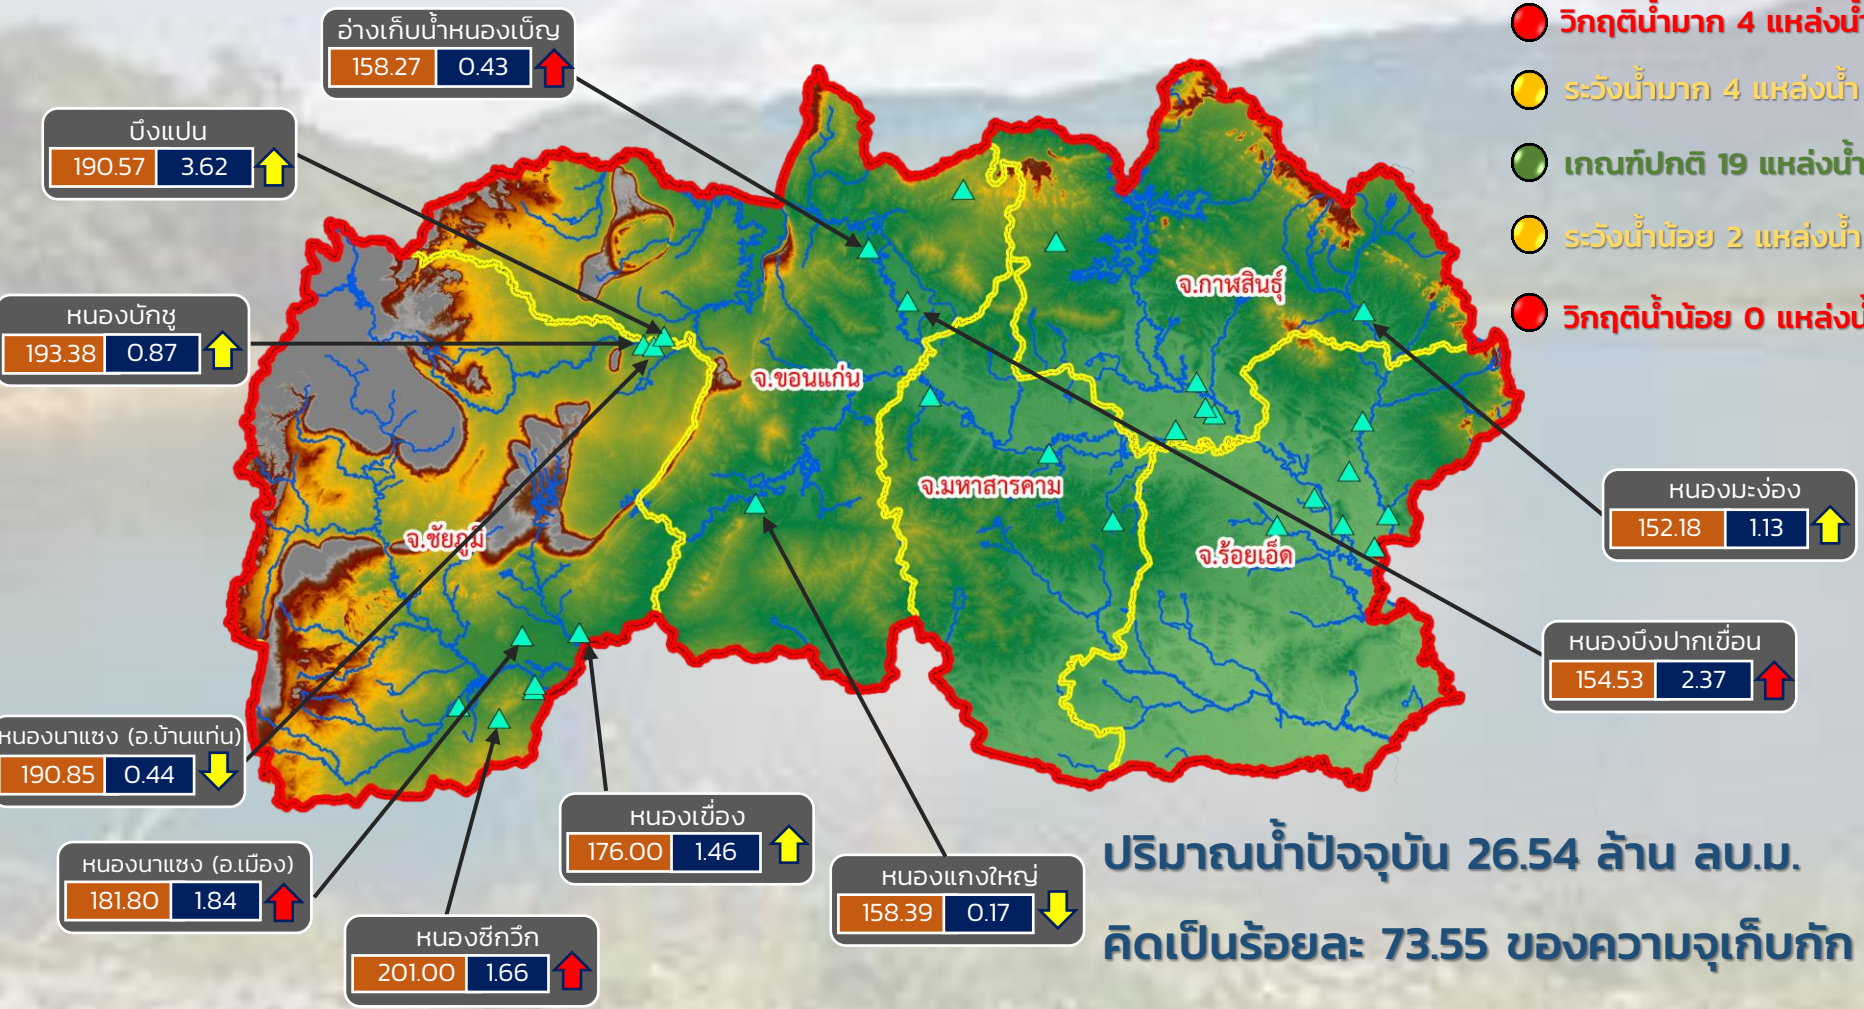 อ่างเก็บน้ำหนองเบ็ญ
158.27 0.43
บึงแปน
190.57 3.62
หนองบักชู
193.38 0.87
หนองนาแซง (อ.บ้านแท่น)
190.85 0.44
หนองนาแซง (อ.เมือง)
181.80 1.84
หนองซีกวึก
201.00 1.66
หนองเขื่อง
176.00 1.46
หนองแกงใหญ่
158.39 0.17
หนองบึงปากเขื่อน
154.53 2.37
หนองมะง่อง
152.18 1.13
จ.ขอนแก่น
จ.กาฬสินธุ์
จ.มหาสารคาม
จ.ชัยภูมิ
จ.ร้อยเอ็ด
วิกฤติน้ำมาก 4 แหล่งน้ำ
ระวังน้ำมาก 4 แหล่งน้ำ
เกณฑ์ปกติ 19 แหล่งน้ำ
ระวังน้ำน้อย 2 แหล่งน้ำ
วิกฤติน้ำน้อย 0 แหล่งน้ำ
ปริมาณน้ำปัจจุบัน 26.54 ล้าน ลบ.ม.
คิดเป็นร้อยละ 73.55 ของความจุเก็บกัก